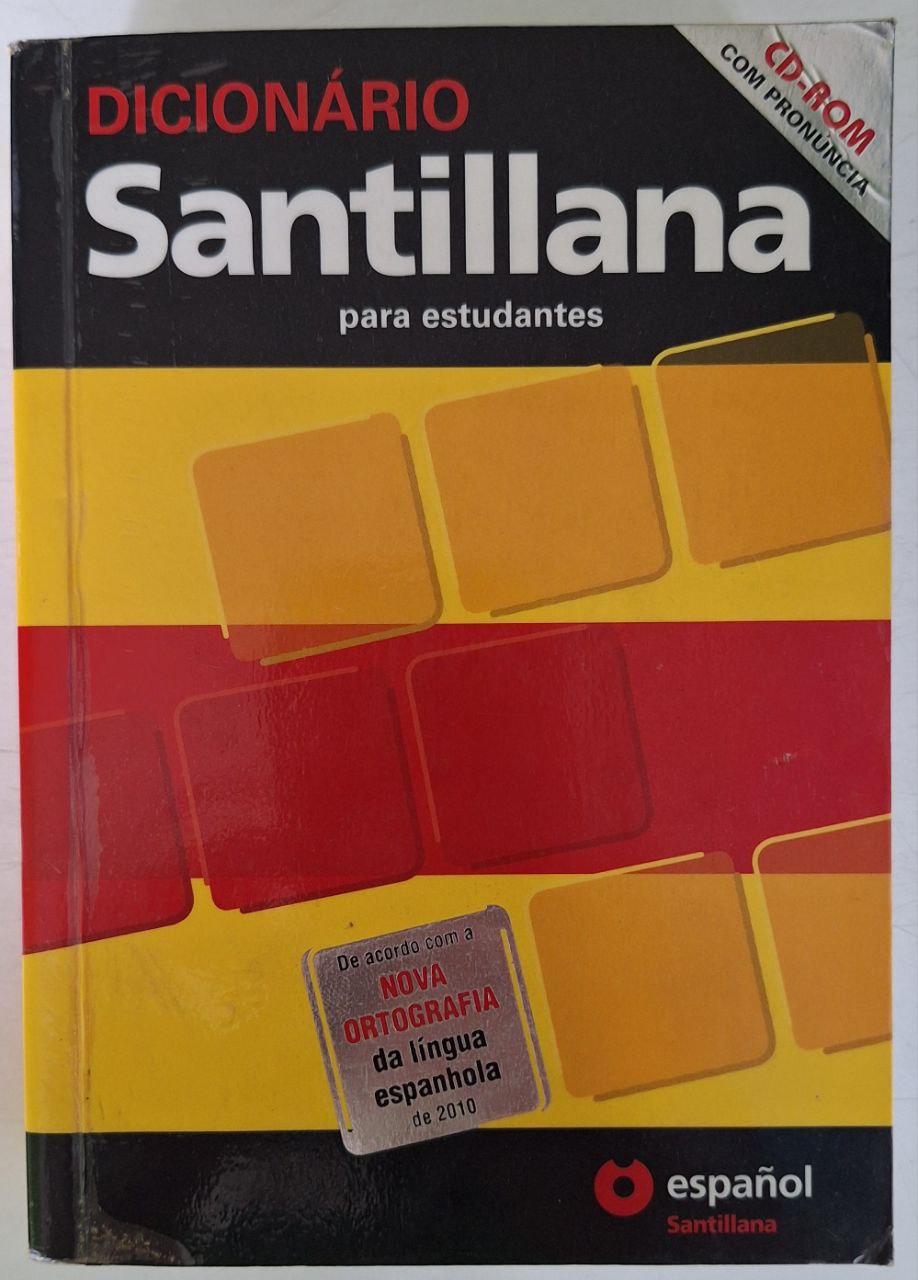 DICIONÁRIO
Santillana
para estudantes
CD-ROM
COM PRONÚNCIA
De acordo com a
NOVA
ORTOGRAFIA
da língua
espanhola
de 2010
español
Santillana